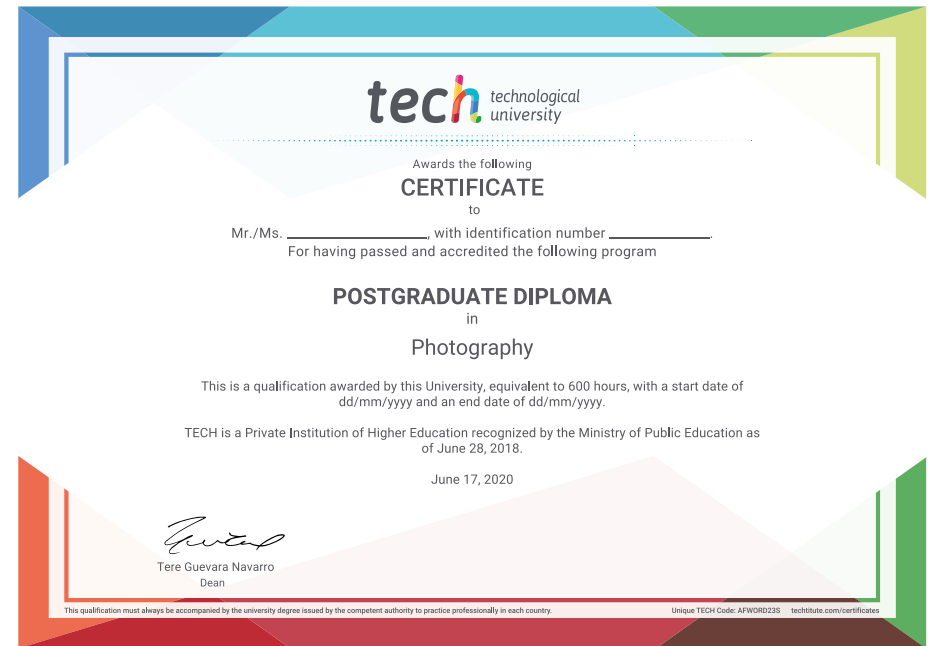 tech technological
university
Awards the following
CERTIFICATE
to
Mr./Ms. ____________________, with identification number ______________.
For having passed and accredited the following program
POSTGRADUATE DIPLOMA
in
Photography
This is a qualification awarded by this University, equivalent to 600 hours, with a start date of
dd/mm/yyyy and an end date of dd/mm/yyyy.
TECH is a Private Institution of Higher Education recognized by the Ministry of Public Education as
of June 28, 2018.
June 17, 2020
Tere Guevara Navarro
Dean
This qualification must always be accompanied by the university degree issued by the competent authority to practice professionally in each country. Unique TECH Code: AFWORD23S techtitute.com/certificates